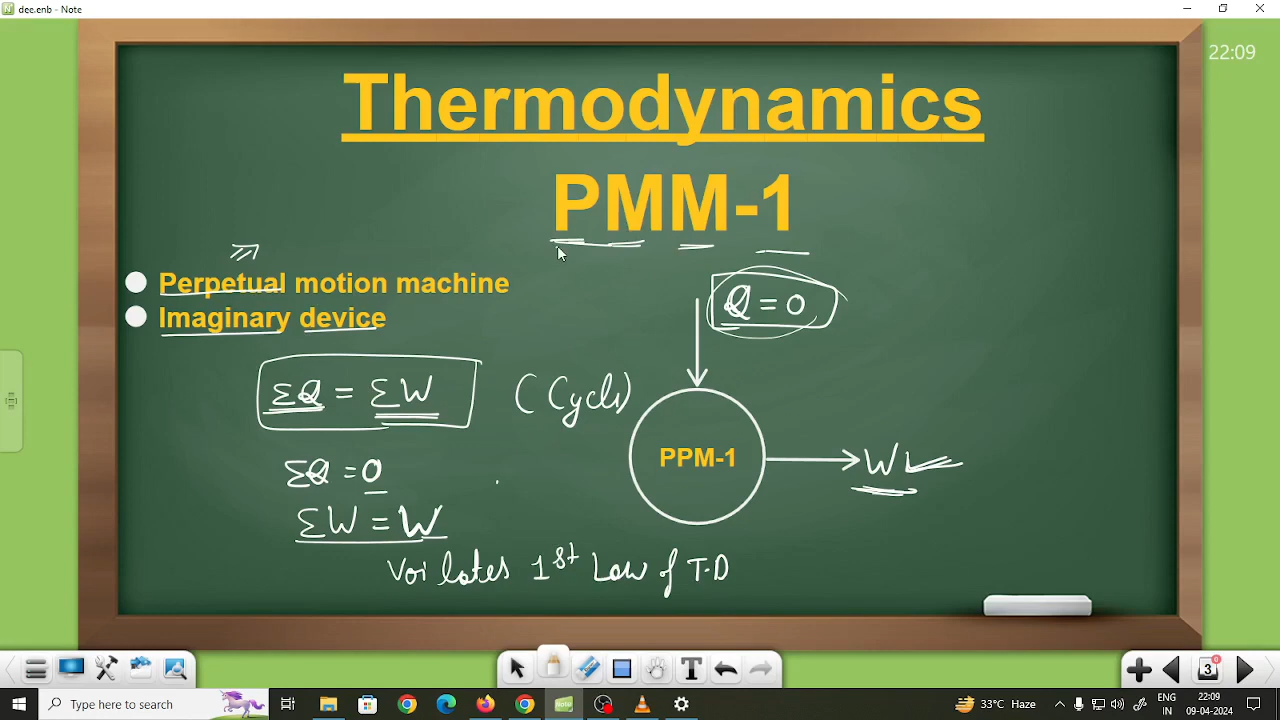 dee.enb - Note
22:09
Thermodynamics
PMM-1
Perpetual motion machine
Imaginary device
Q = 0
ΣQ = ΣW (Cycls)
PPM-1
W
ΣQ = 0
ΣW = W
Voilates 1st Law of T.D
3
Type here to search
33°C Haze
ENG
IN
22:09
09-04-2024